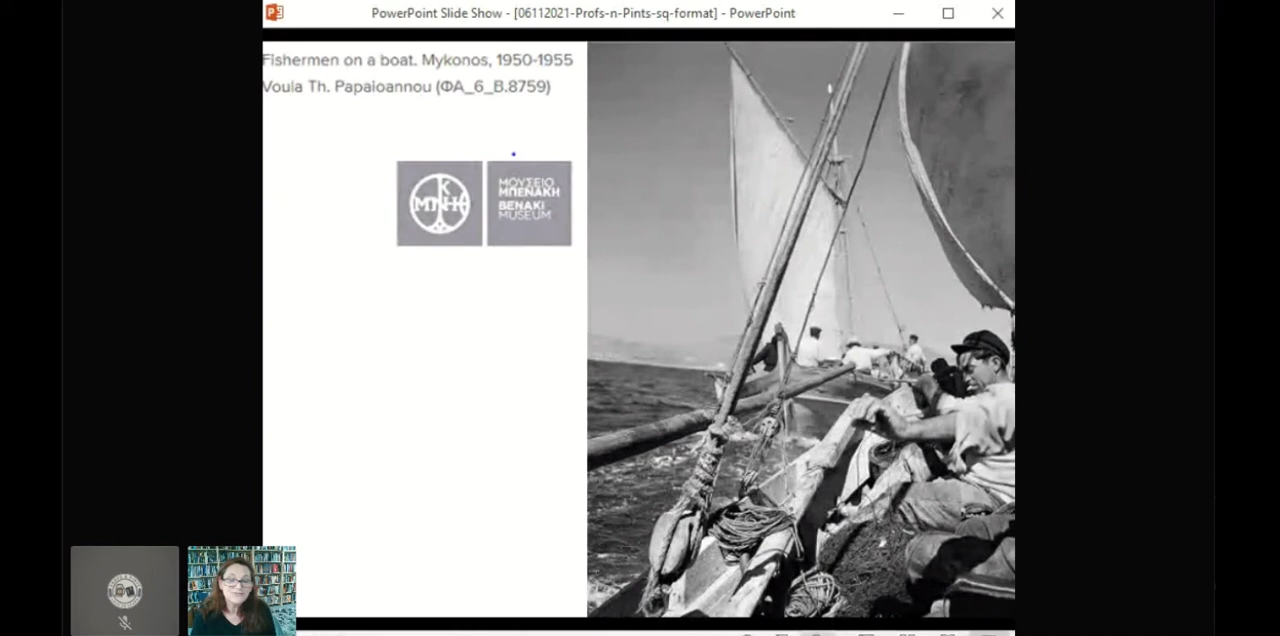 PowerPoint Slide Show - [06112021-Profs-n-Pints-sq-format] - PowerPoint
Fishermen on a boat. Mykonos, 1950-1955
Voula Th. Papaioannou (ΦΑ_6_Β.8759)
ΜΟΥΣΕΙΟ
ΜΠΕΝΑΚΗ
BENAKI
MUSEUM